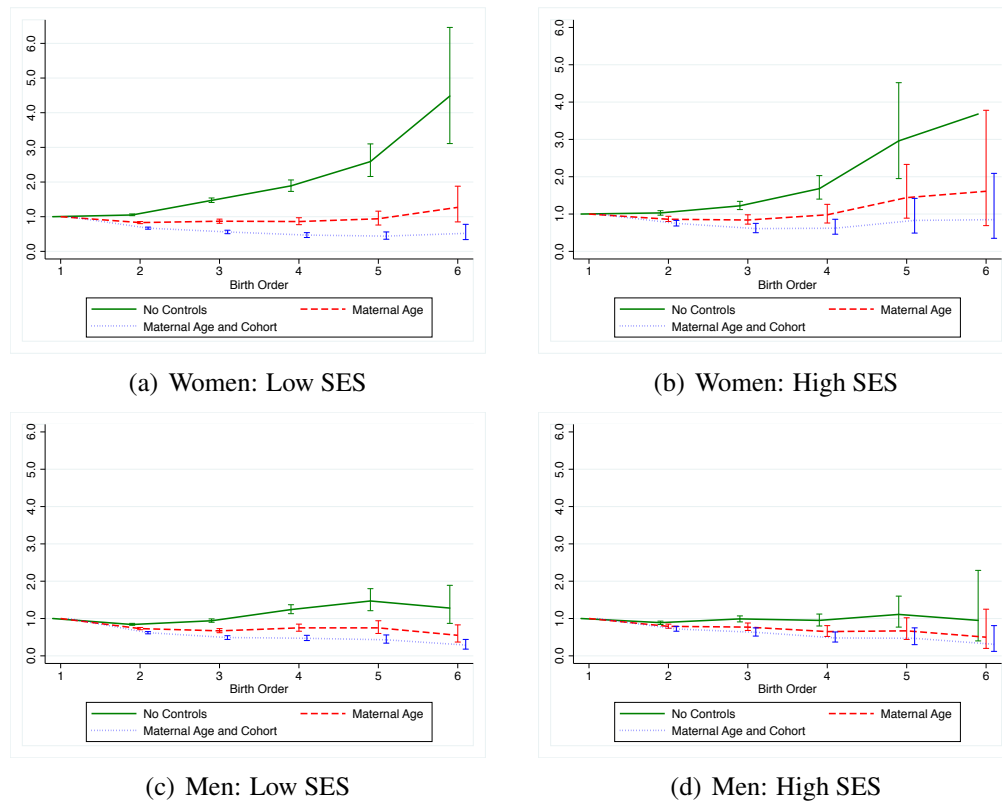 6.0
5.0
4.0
3.0
2.0
1.0
0.0
1 2 3 4 5 6
Birth Order
No Controls Maternal Age
Maternal Age and Cohort
(a) Women: Low SES
6.0
5.0
4.0
3.0
2.0
1.0
0.0
1 2 3 4 5 6
Birth Order
No Controls Maternal Age
Maternal Age and Cohort
(b) Women: High SES
6.0
5.0
4.0
3.0
2.0
1.0
0.0
1 2 3 4 5 6
Birth Order
No Controls Maternal Age
Maternal Age and Cohort
(c) Men: Low SES
6.0
5.0
4.0
3.0
2.0
1.0
0.0
1 2 3 4 5 6
Birth Order
No Controls Maternal Age
Maternal Age and Cohort
(d) Men: High SES